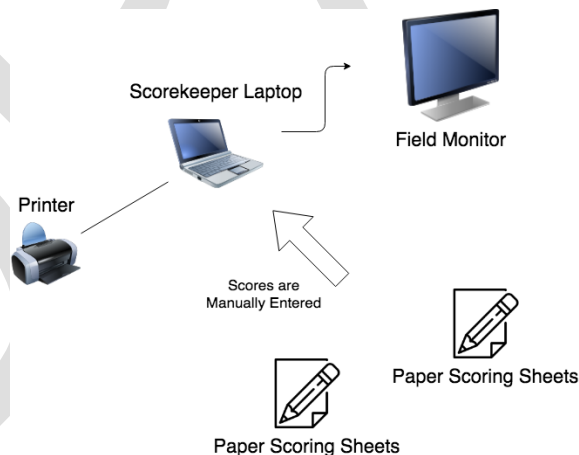 Scorekeeper Laptop
Field Monitor
Printer
Scores are
Manually Entered
Paper Scoring Sheets
Paper Scoring Sheets